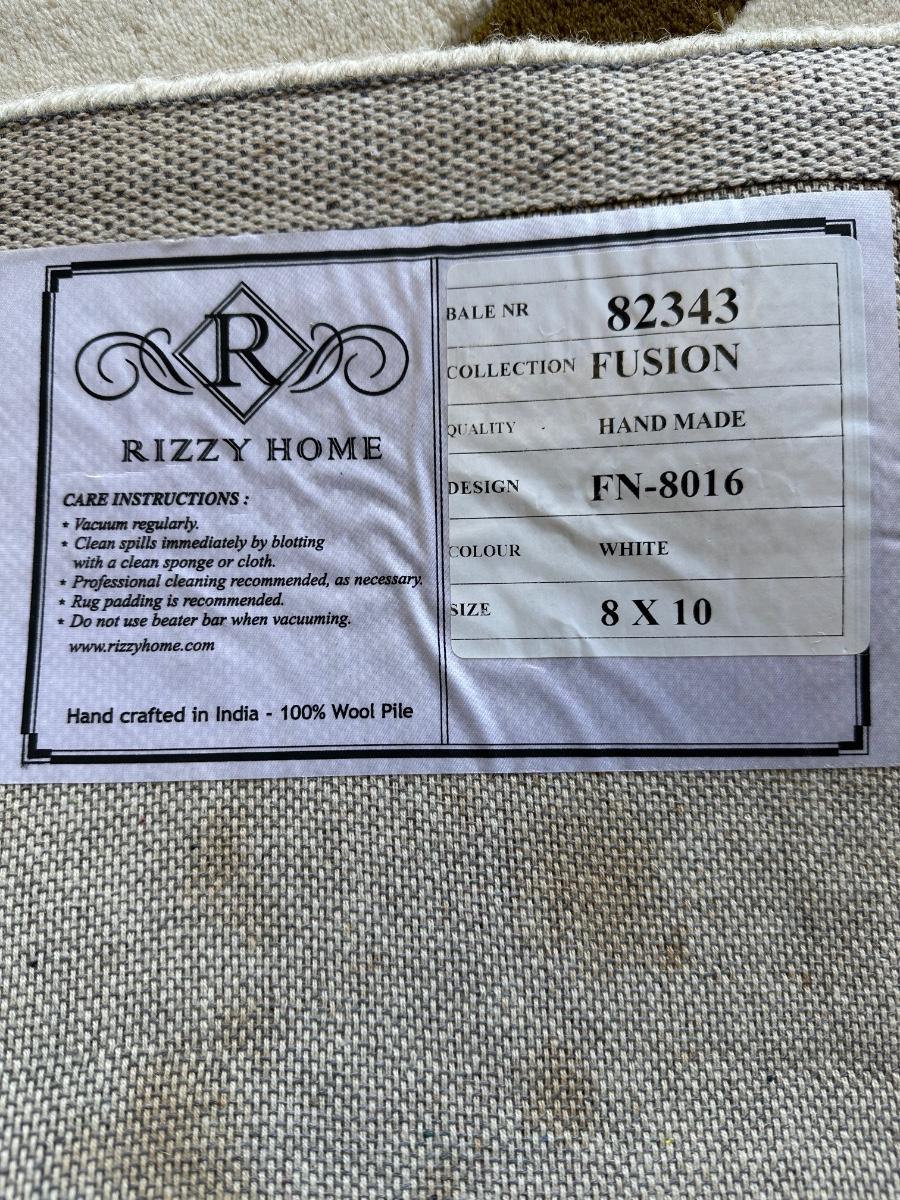 R
RIZZY HOME
CARE INSTRUCTIONS :
* Vacuum regularly.
* Clean spills immediately by blotting
with a clean sponge or cloth.
* Professional cleaning recommended, as necessary.
* Rug padding is recommended.
* Do not use beater bar when vacuuming.
www.rizzyhome.com
Hand crafted in India - 100% Wool Pile
BALE NR 82343
COLLECTION FUSION
QUALITY HAND MADE
DESIGN FN-8016
COLOUR WHITE
SIZE 8 X 10